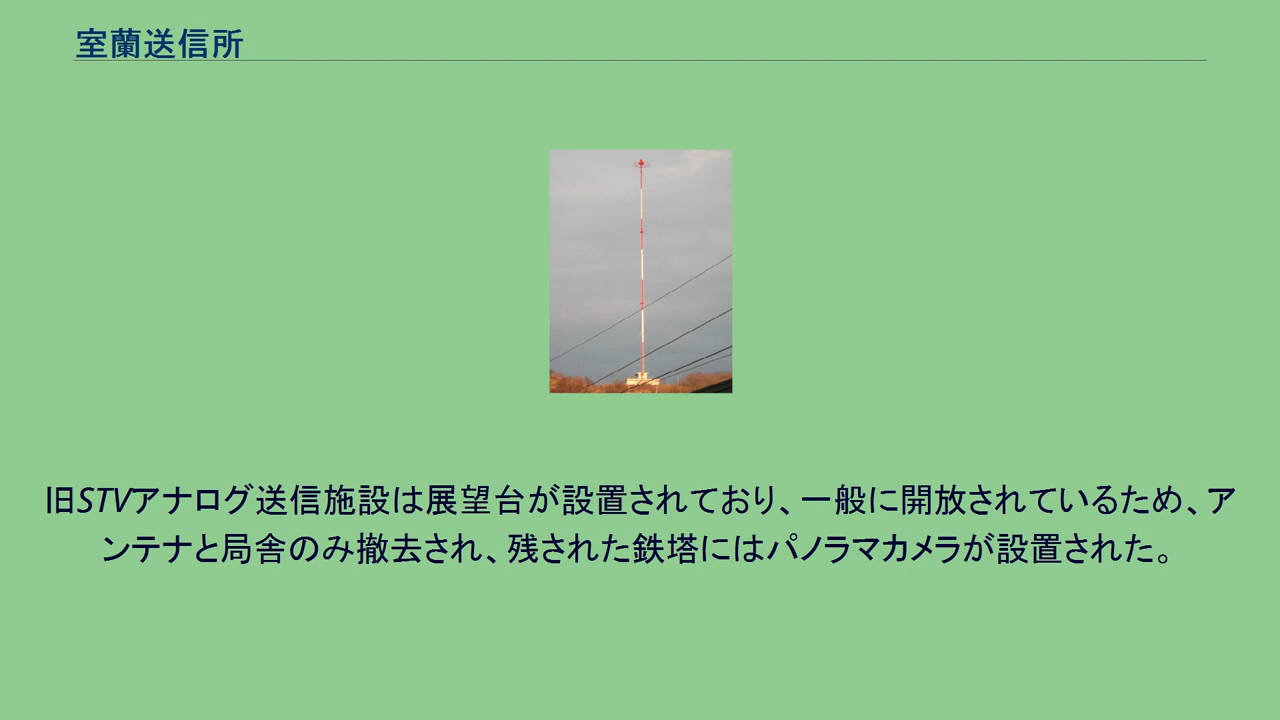 室蘭送信所
旧STVアナログ送信施設は展望台が設置されており、一般に開放されているため、ア
ンテナと局舎のみ撤去され、残された鉄塔にはパノラマカメラが設置された。